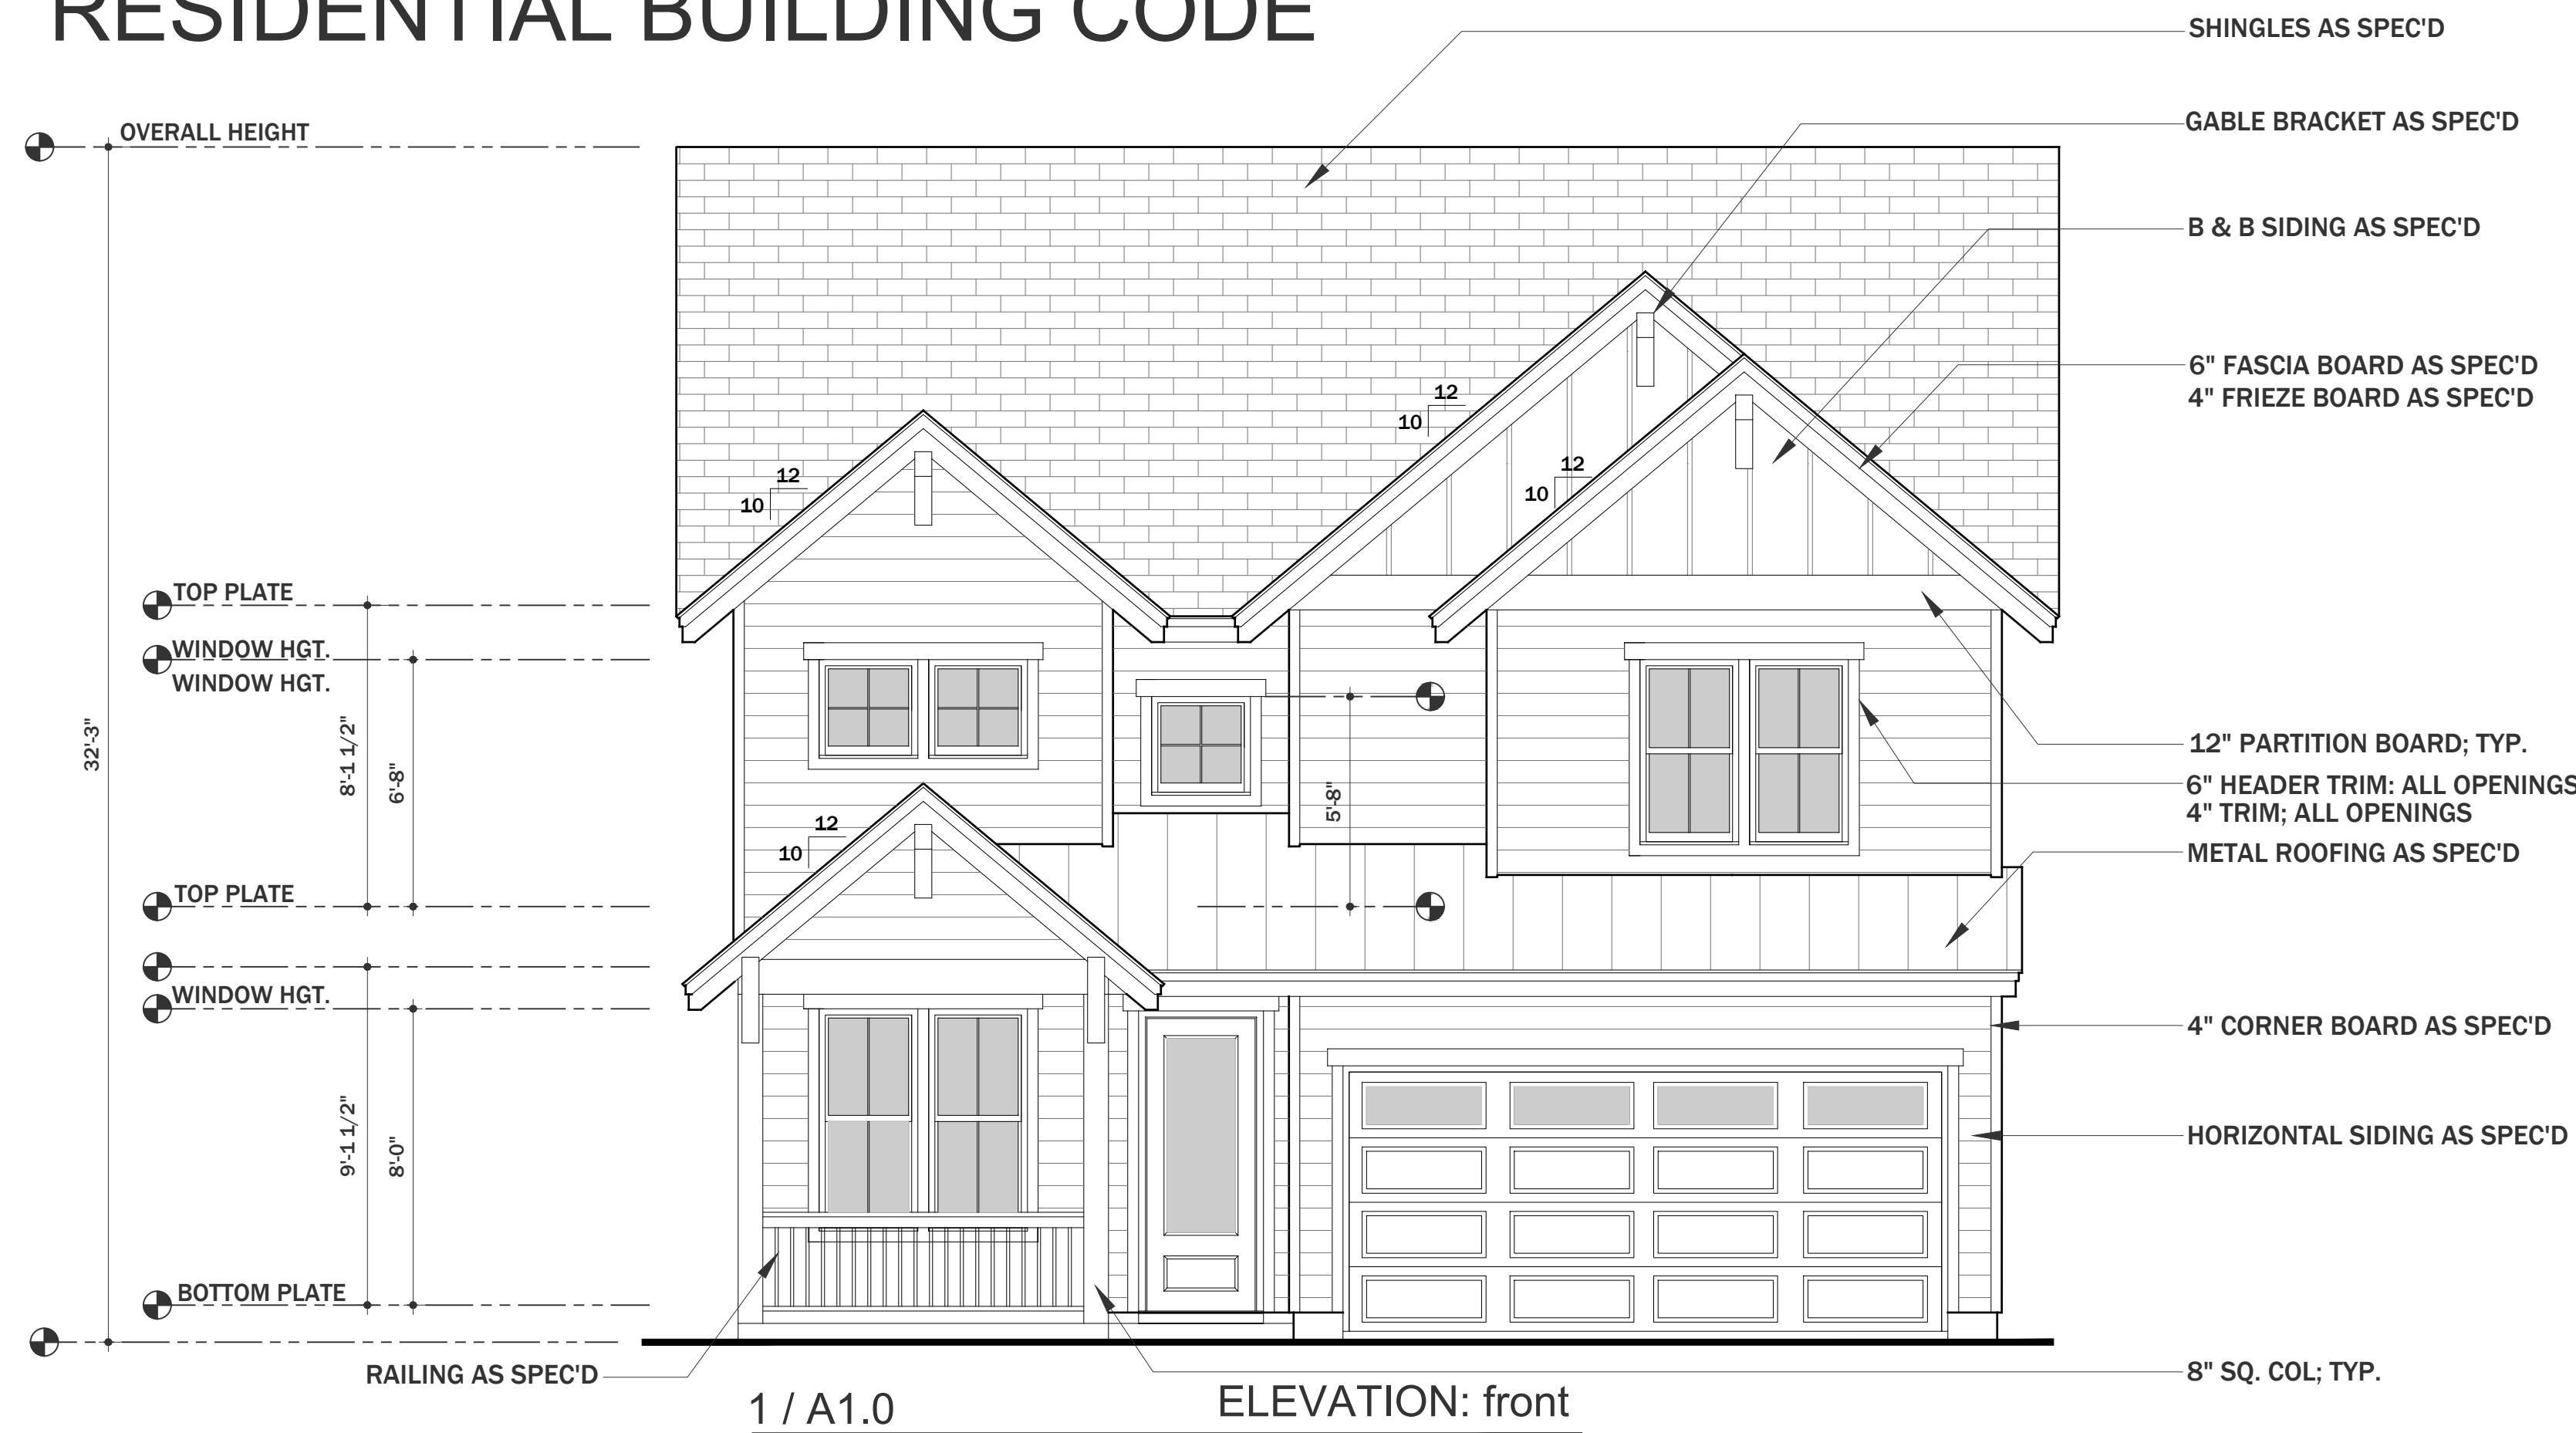 RESIDENTIAL BUILDING CODE
SHINGLES AS SPEC'D
GABLE BRACKET AS SPEC'D
OVERALL HEIGHT
B & B SIDING AS SPEC'D
6" FASCIA BOARD AS SPEC'D
4" FRIEZE BOARD AS SPEC'D
12
10
12
10
12
10
TOP PLATE
WINDOW HGT.
WINDOW HGT.
32'-3"
8'-1 1/2"
6'-8"
5'-8"
12" PARTITION BOARD; TYP.
6" HEADER TRIM: ALL OPENINGS
4" TRIM; ALL OPENINGS
12
10
METAL ROOFING AS SPEC'D
TOP PLATE
WINDOW HGT.
4" CORNER BOARD AS SPEC'D
9'-1 1/2"
8'-0"
HORIZONTAL SIDING AS SPEC'D
BOTTOM PLATE
RAILING AS SPEC'D
8" SQ. COL; TYP.
1 / A1.0
ELEVATION: front